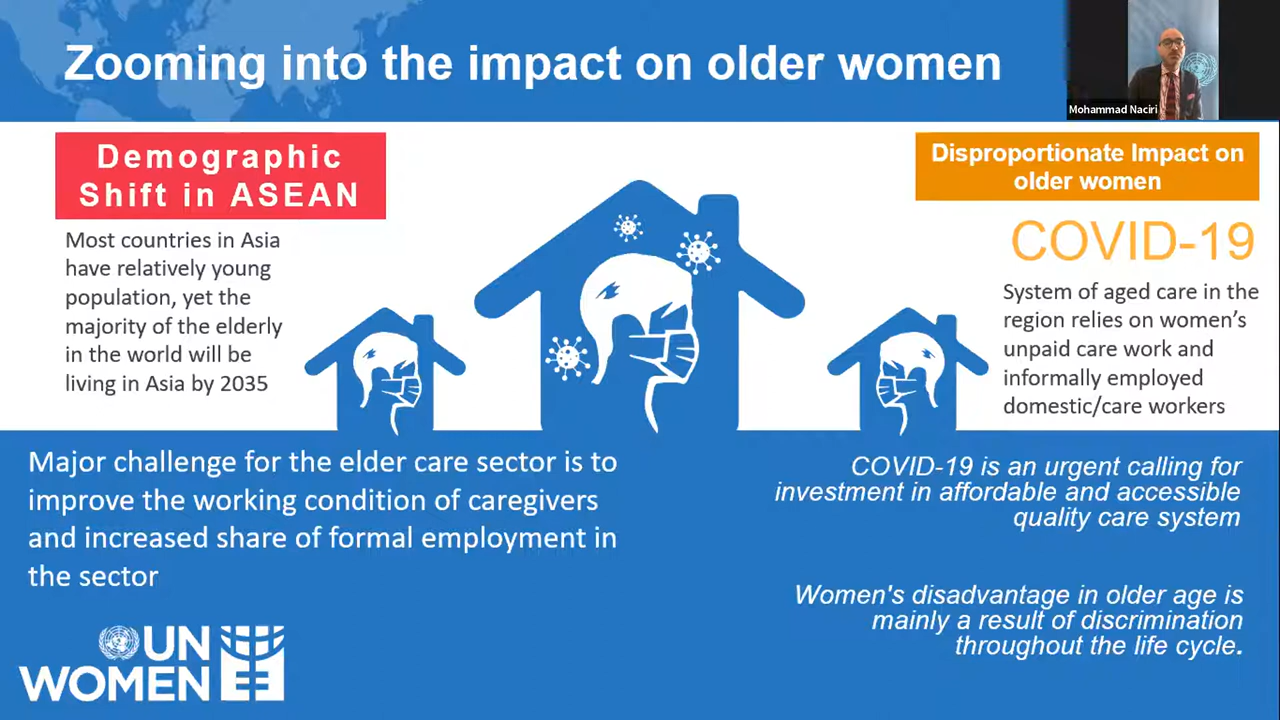 Zooming into the impact on older women
Mohammad Naciri
Demographic
Shift in ASEAN
Most countries in Asia
have relatively young
population, yet the
majority of the elderly
in the world will be
living in Asia by 2035
Disproportionate Impact on
older women
COVID-19
System of aged care in the
region relies on women’s
unpaid care work and
informally employed
domestic/care workers
Major challenge for the elder care sector is to
improve the working condition of caregivers
and increased share of formal employment in
the sector
COVID-19 is an urgent calling for
investment in affordable and accessible
quality care system
Women's disadvantage in older age is
mainly a result of discrimination
throughout the life cycle.
UN
WOMEN